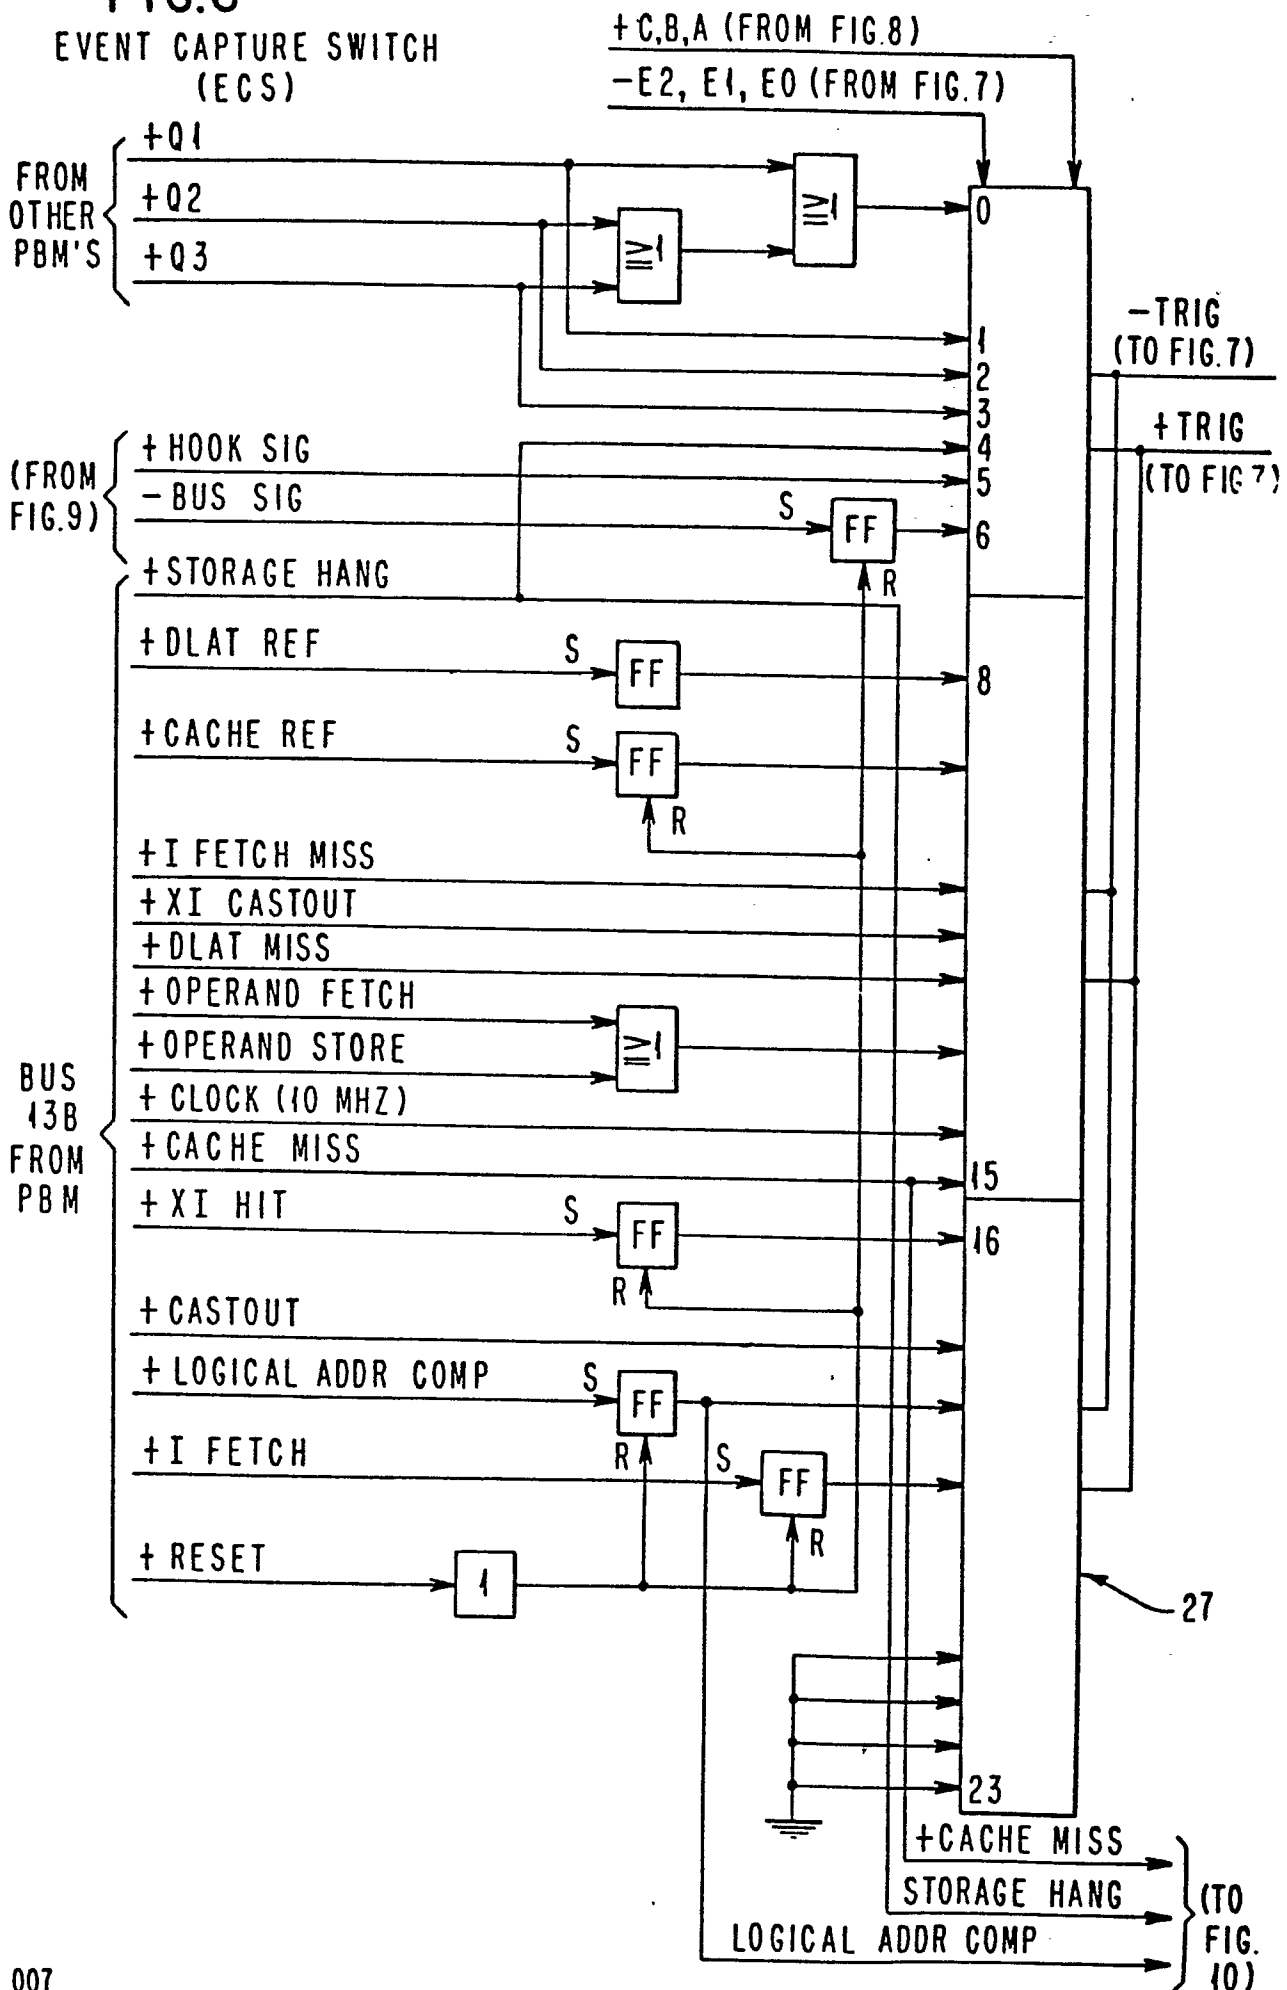 EVENT CAPTURE SWITCH
(ECS)
+C,B,A (FROM FIG.8)
-E2, E1, E0 (FROM FIG.7)
FROM
OTHER
PBM'S
+Q1
+Q2
+Q3
≥1
≥1
0
1
2
3
4
5
6
-TRIG
(TO FIG.7)
+TRIG
(TO FIG 7)
(FROM
FIG.9)
+ HOOK SIG
- BUS SIG
S
FF
R
BUS
13B
FROM
PBM
+STORAGE HANG
+DLAT REF
S
FF
8
+CACHE REF
S
FF
R
+I FETCH MISS
+XI CASTOUT
+DLAT MISS
+OPERAND FETCH
+OPERAND STORE
≥1
+ CLOCK (10 MHZ)
+CACHE MISS
15
+ XI HIT
S
FF
R
16
+ CASTOUT
+ LOGICAL ADDR COMP
S
FF
R
+I FETCH
S
FF
R
+ RESET
1
27
23
+CACHE MISS
STORAGE HANG
LOGICAL ADDR COMP
(TO
FIG.
10)
007